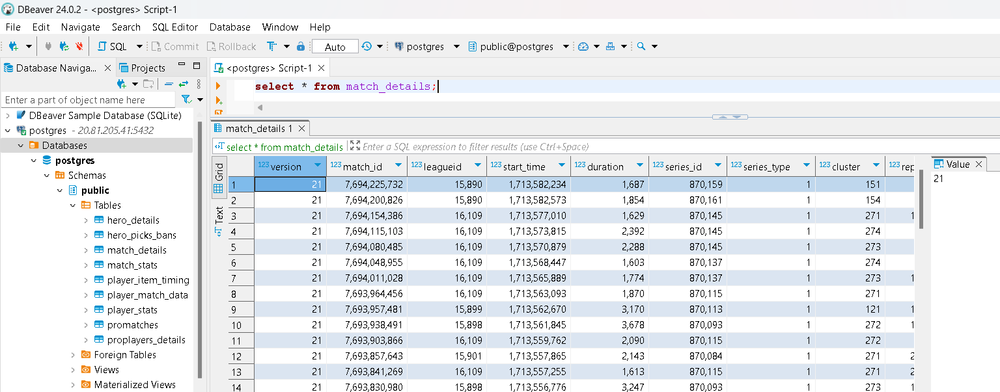 DBeaver 24.0.2 - <postgres> Script-1
File Edit Navigate Search SQL Editor Database Window Help
SQL Commit Rollback Auto postgres public@postgres
Database Naviga... Projects
<postgres> Script-1
Enter a part of object name here
DBeaver Sample Database (SQLite)
postgres - 20.81.205.41:5432
Databases
postgres
Schemas
public
Tables
hero_details
hero_picks_bans
match_details
match_stats
player_item_timing
player_match_data
player_stats
promatches
proplayers_details
Foreign Tables
Views
Materialized Views
select * from match_details;
match_details 1
select * from match_details Enter a SQL expression to filter results (use Ctrl+Space)
Grid
Text
123 version 123 match_id 123 leagueid 123 start_time 123 duration 123 series_id 123 series_type 123 cluster 123 rep
1 21 7,694,225,732 15,890 1,713,582,234 1,687 870,159 1 151
2 21 7,694,200,826 15,890 1,713,582,573 1,854 870,161 1 154
3 21 7,694,154,386 16,109 1,713,577,010 1,629 870,145 1 271 1
4 21 7,694,115,103 16,109 1,713,573,815 2,392 870,145 1 274
5 21 7,694,080,485 16,109 1,713,570,879 2,288 870,145 1 273
6 21 7,694,048,955 16,109 1,713,568,447 1,603 870,137 1 274
7 21 7,694,011,028 16,109 1,713,565,889 1,774 870,137 1 273 1
8 21 7,693,964,456 16,109 1,713,563,093 1,870 870,115 1 271
9 21 7,693,957,481 15,899 1,713,562,670 3,170 870,113 1 121 1
10 21 7,693,938,491 15,898 1,713,561,845 3,678 870,093 1 272 1
11 21 7,693,903,866 16,109 1,713,559,762 2,090 870,115 1 272
12 21 7,693,857,643 15,901 1,713,557,865 2,143 870,084 1 271 2
13 21 7,693,841,269 16,109 1,713,557,255 1,613 870,115 1 271 2
14 21 7,693,830,980 15,898 1,713,556,776 3,247 870,093 1 273 1
Value
21